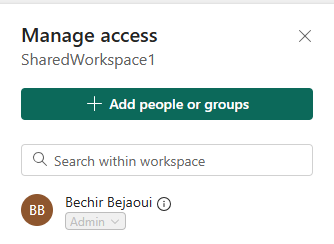 Manage access
SharedWorkspace1
Add people or groups
Search within workspace
BB
Bechir Bejaoui
Admin